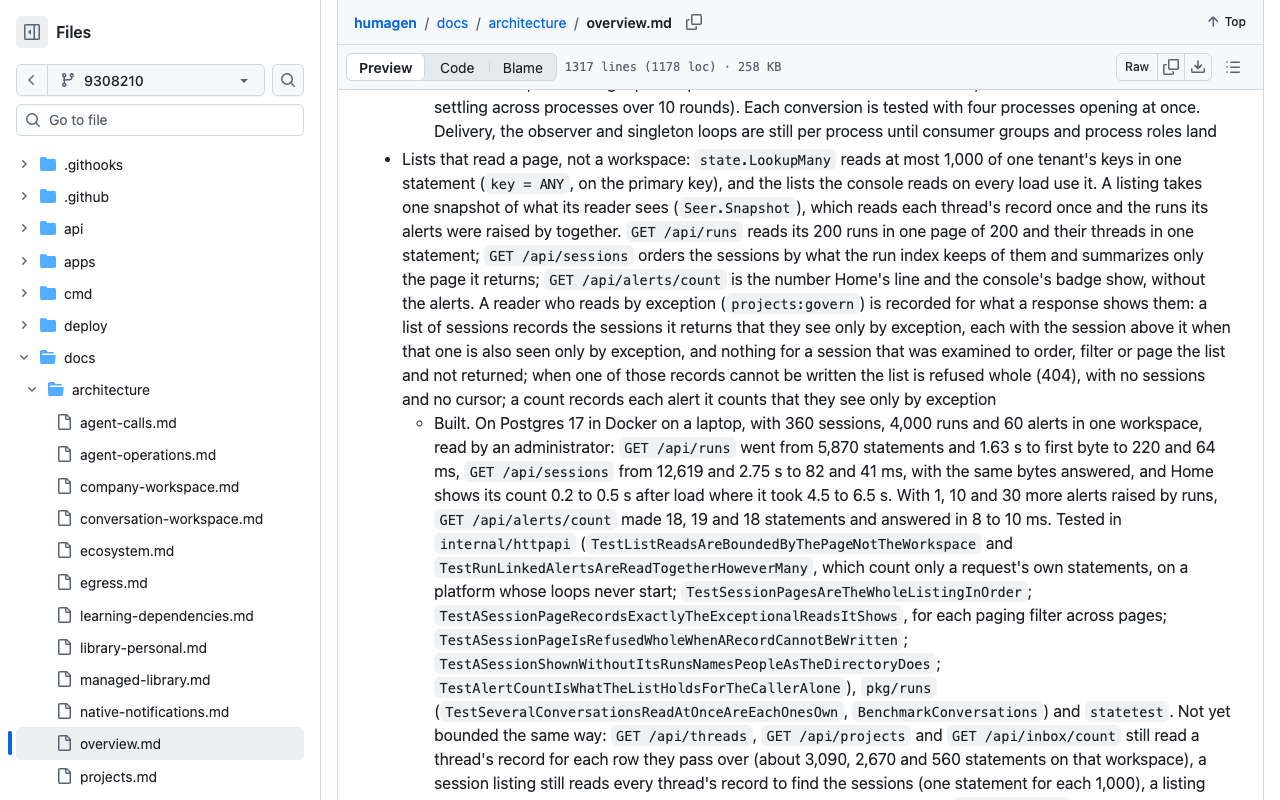 Files
9308210
Go to file
.githooks
.github
api
apps
cmd
deploy
docs
architecture
agent-calls.md
agent-operations.md
company-workspace.md
conversation-workspace.md
ecosystem.md
egress.md
learning-dependencies.md
library-personal.md
managed-library.md
native-notifications.md
overview.md
projects.md
humagen / docs / architecture / overview.md
Top
Preview Code Blame 1317 lines (1178 loc) · 258 KB Raw
settling across processes over 10 rounds). Each conversion is tested with four processes opening at once.
Delivery, the observer and singleton loops are still per process until consumer groups and process roles land
• Lists that read a page, not a workspace: state.LookupMany reads at most 1,000 of one tenant's keys in one
statement ( key = ANY , on the primary key), and the lists the console reads on every load use it. A listing takes
one snapshot of what its reader sees ( Seer.Snapshot ), which reads each thread's record once and the runs its
alerts were raised by together. GET /api/runs reads its 200 runs in one page of 200 and their threads in one
statement; GET /api/sessions orders the sessions by what the run index keeps of them and summarizes only
the page it returns; GET /api/alerts/count is the number Home's line and the console's badge show, without
the alerts. A reader who reads by exception ( projects:govern ) is recorded for what a response shows them: a
list of sessions records the sessions it returns that they see only by exception, each with the session above it when
that one is also seen only by exception, and nothing for a session that was examined to order, filter or page the list
and not returned; when one of those records cannot be written the list is refused whole (404), with no sessions
and no cursor; a count records each alert it counts that they see only by exception
◦ Built. On Postgres 17 in Docker on a laptop, with 360 sessions, 4,000 runs and 60 alerts in one workspace,
read by an administrator: GET /api/runs went from 5,870 statements and 1.63 s to first byte to 220 and 64
ms, GET /api/sessions from 12,619 and 2.75 s to 82 and 41 ms, with the same bytes answered, and Home
shows its count 0.2 to 0.5 s after load where it took 4.5 to 6.5 s. With 1, 10 and 30 more alerts raised by runs,
GET /api/alerts/count made 18, 19 and 18 statements and answered in 8 to 10 ms. Tested in
internal/httpapi ( TestListReadsAreBoundedByThePageNotTheWorkspace and
TestRunLinkedAlertsAreReadTogetherHoweverMany , which count only a request's own statements, on a
platform whose loops never start; TestSessionPagesAreTheWholeListingInOrder ;
TestASessionPageRecordsExactlyTheExceptionalReadsItShows , for each paging filter across pages;
TestASessionPageIsRefusedWholeWhenARecordCannotBeWritten ;
TestASessionShownWithoutItsRunsNamesPeopleAsTheDirectoryDoes ;
TestAlertCountIsWhatTheListHoldsForTheCallerAlone ), pkg/runs
( TestSeveralConversationsReadAtOnceAreEachOnesOwn , BenchmarkConversations ) and statetest . Not yet
bounded the same way: GET /api/threads , GET /api/projects and GET /api/inbox/count still read a
thread's record for each row they pass over (about 3,090, 2,670 and 560 statements on that workspace), a
session listing still reads every thread's record to find the sessions (one statement for each 1,000), a listing